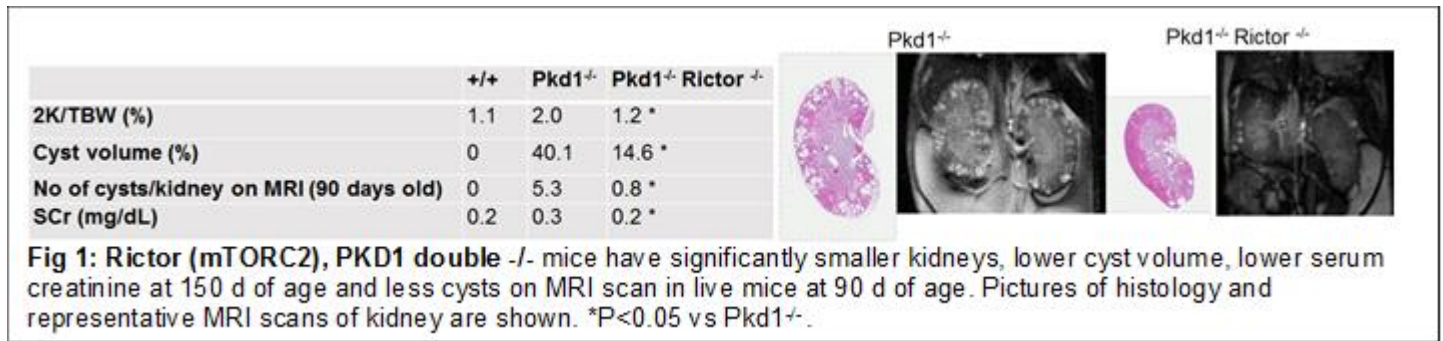 Pkd1-/-
Pkd1-/- Rictor -/-
+/+ Pkd1-/- Pkd1-/- Rictor -/-
2K/TBW (%) 1.1 2.0 1.2 *
Cyst volume (%) 0 40.1 14.6 *
No of cysts/kidney on MRI (90 days old) 0 5.3 0.8 *
SCr (mg/dL) 0.2 0.3 0.2 *
Fig 1: Rictor (mTORC2), PKD1 double -/- mice have significantly smaller kidneys, lower cyst volume, lower serum
creatinine at 150 d of age and less cysts on MRI scan in live mice at 90 d of age. Pictures of histology and
representative MRI scans of kidney are shown. *P<0.05 vs Pkd1-/-.